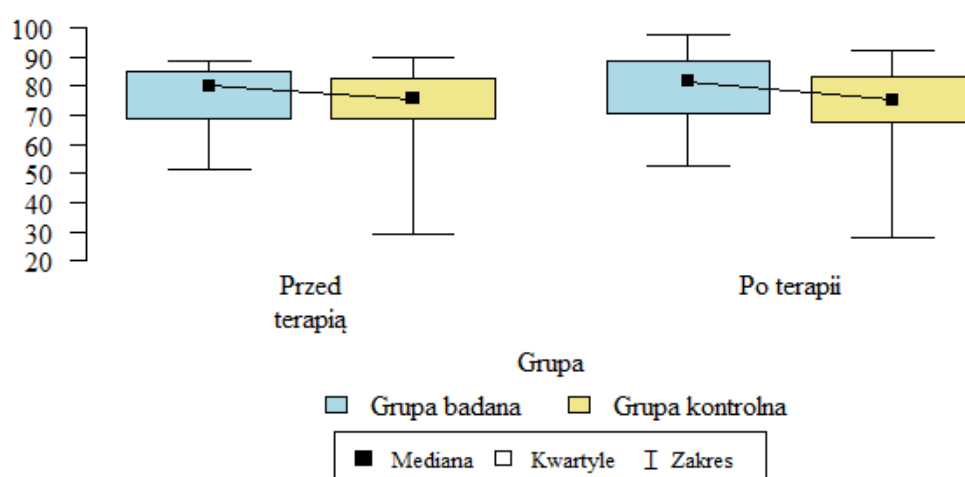 100
90
80
70
60
50
40
30
20
Przed
terapią
Po terapii
Grupa
Grupa badana Grupa kontrolna
Mediana Kwartyle Zakres